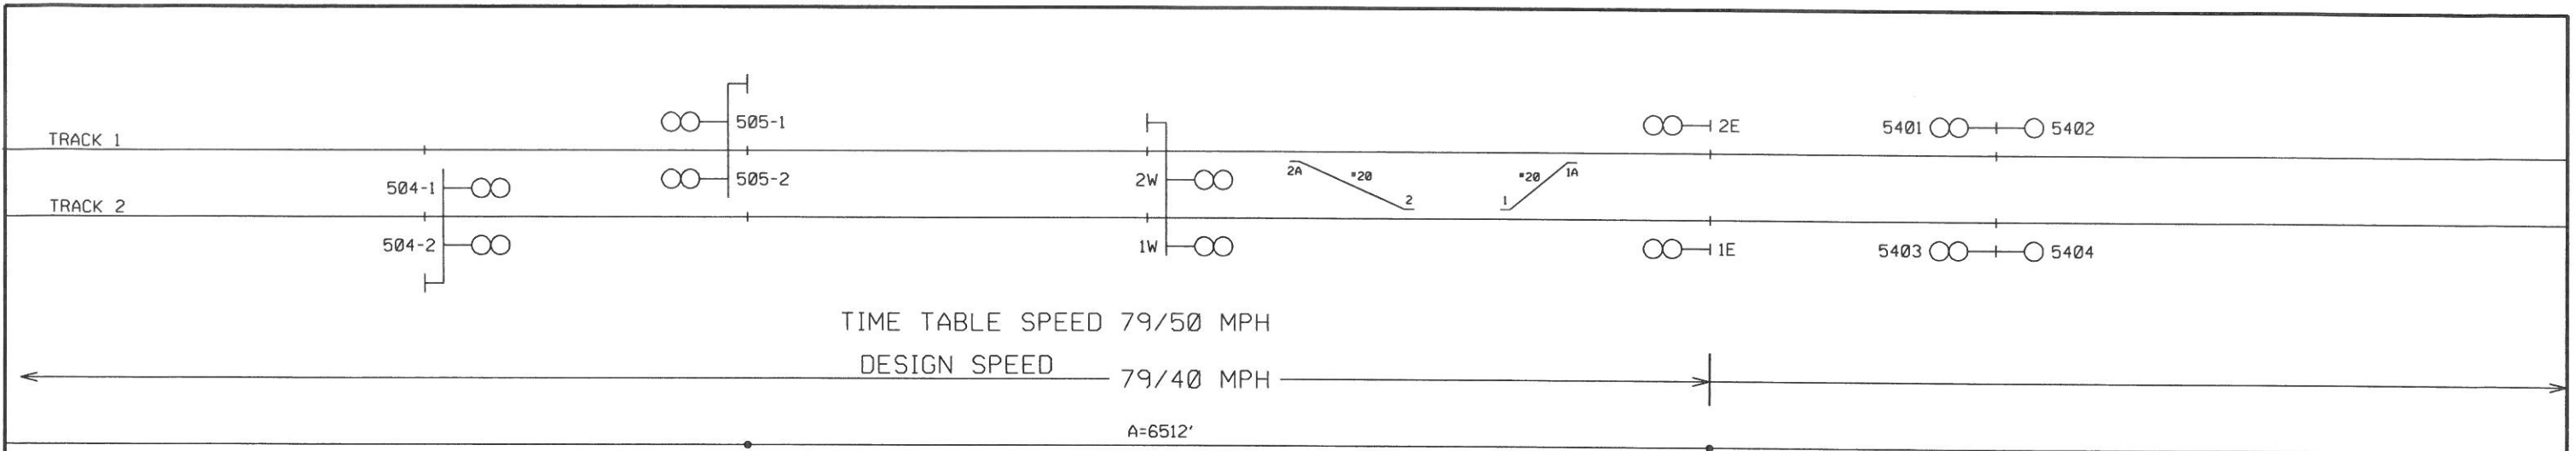 505-1
2E
5401
5402
TRACK 1
2A
"20
"20
1A
504-1
505-2
2W
2
1
TRACK 2
504-2
1W
1E
5403
5404
TIME TABLE SPEED 79/50 MPH
DESIGN SPEED
79/40 MPH
A=6512'